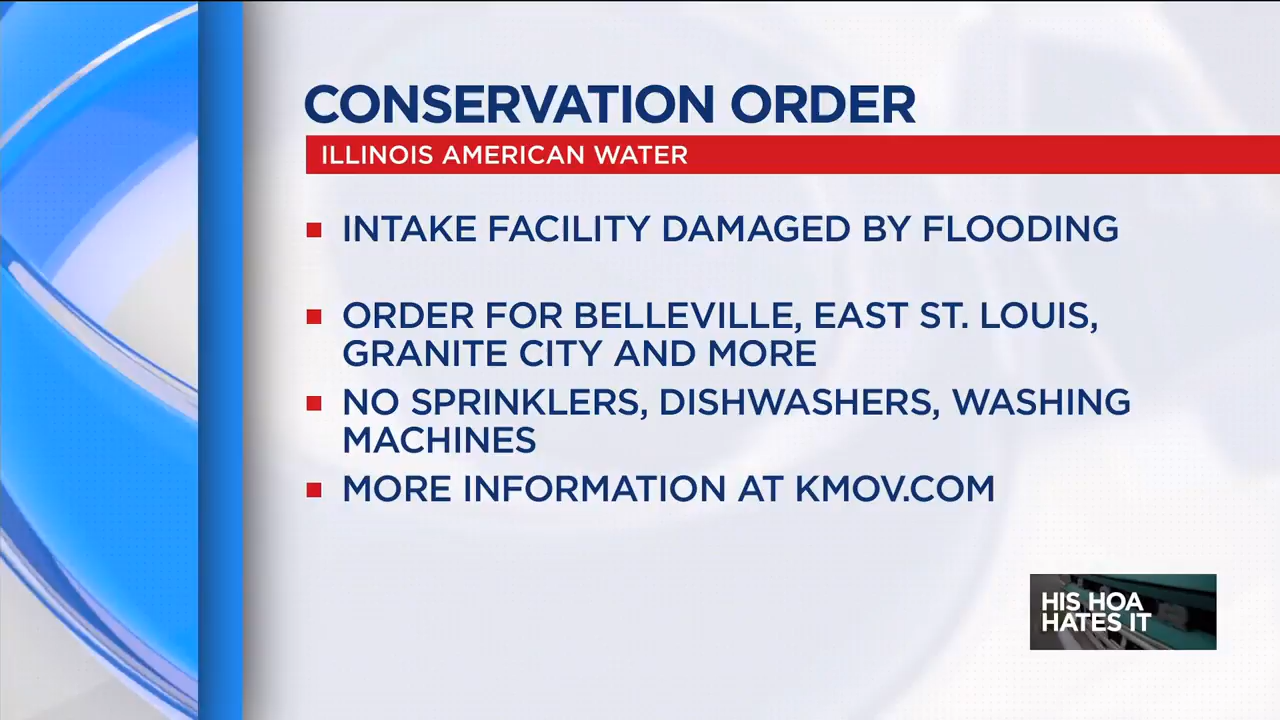 CONSERVATION ORDER
ILLINOIS AMERICAN WATER
INTAKE FACILITY DAMAGED BY FLOODING
ORDER FOR BELLEVILLE, EAST ST. LOUIS,
GRANITE CITY AND MORE
NO SPRINKLERS, DISHWASHERS, WASHING
MACHINES
MORE INFORMATION AT KMOV.COM
HIS HOA
HATES IT